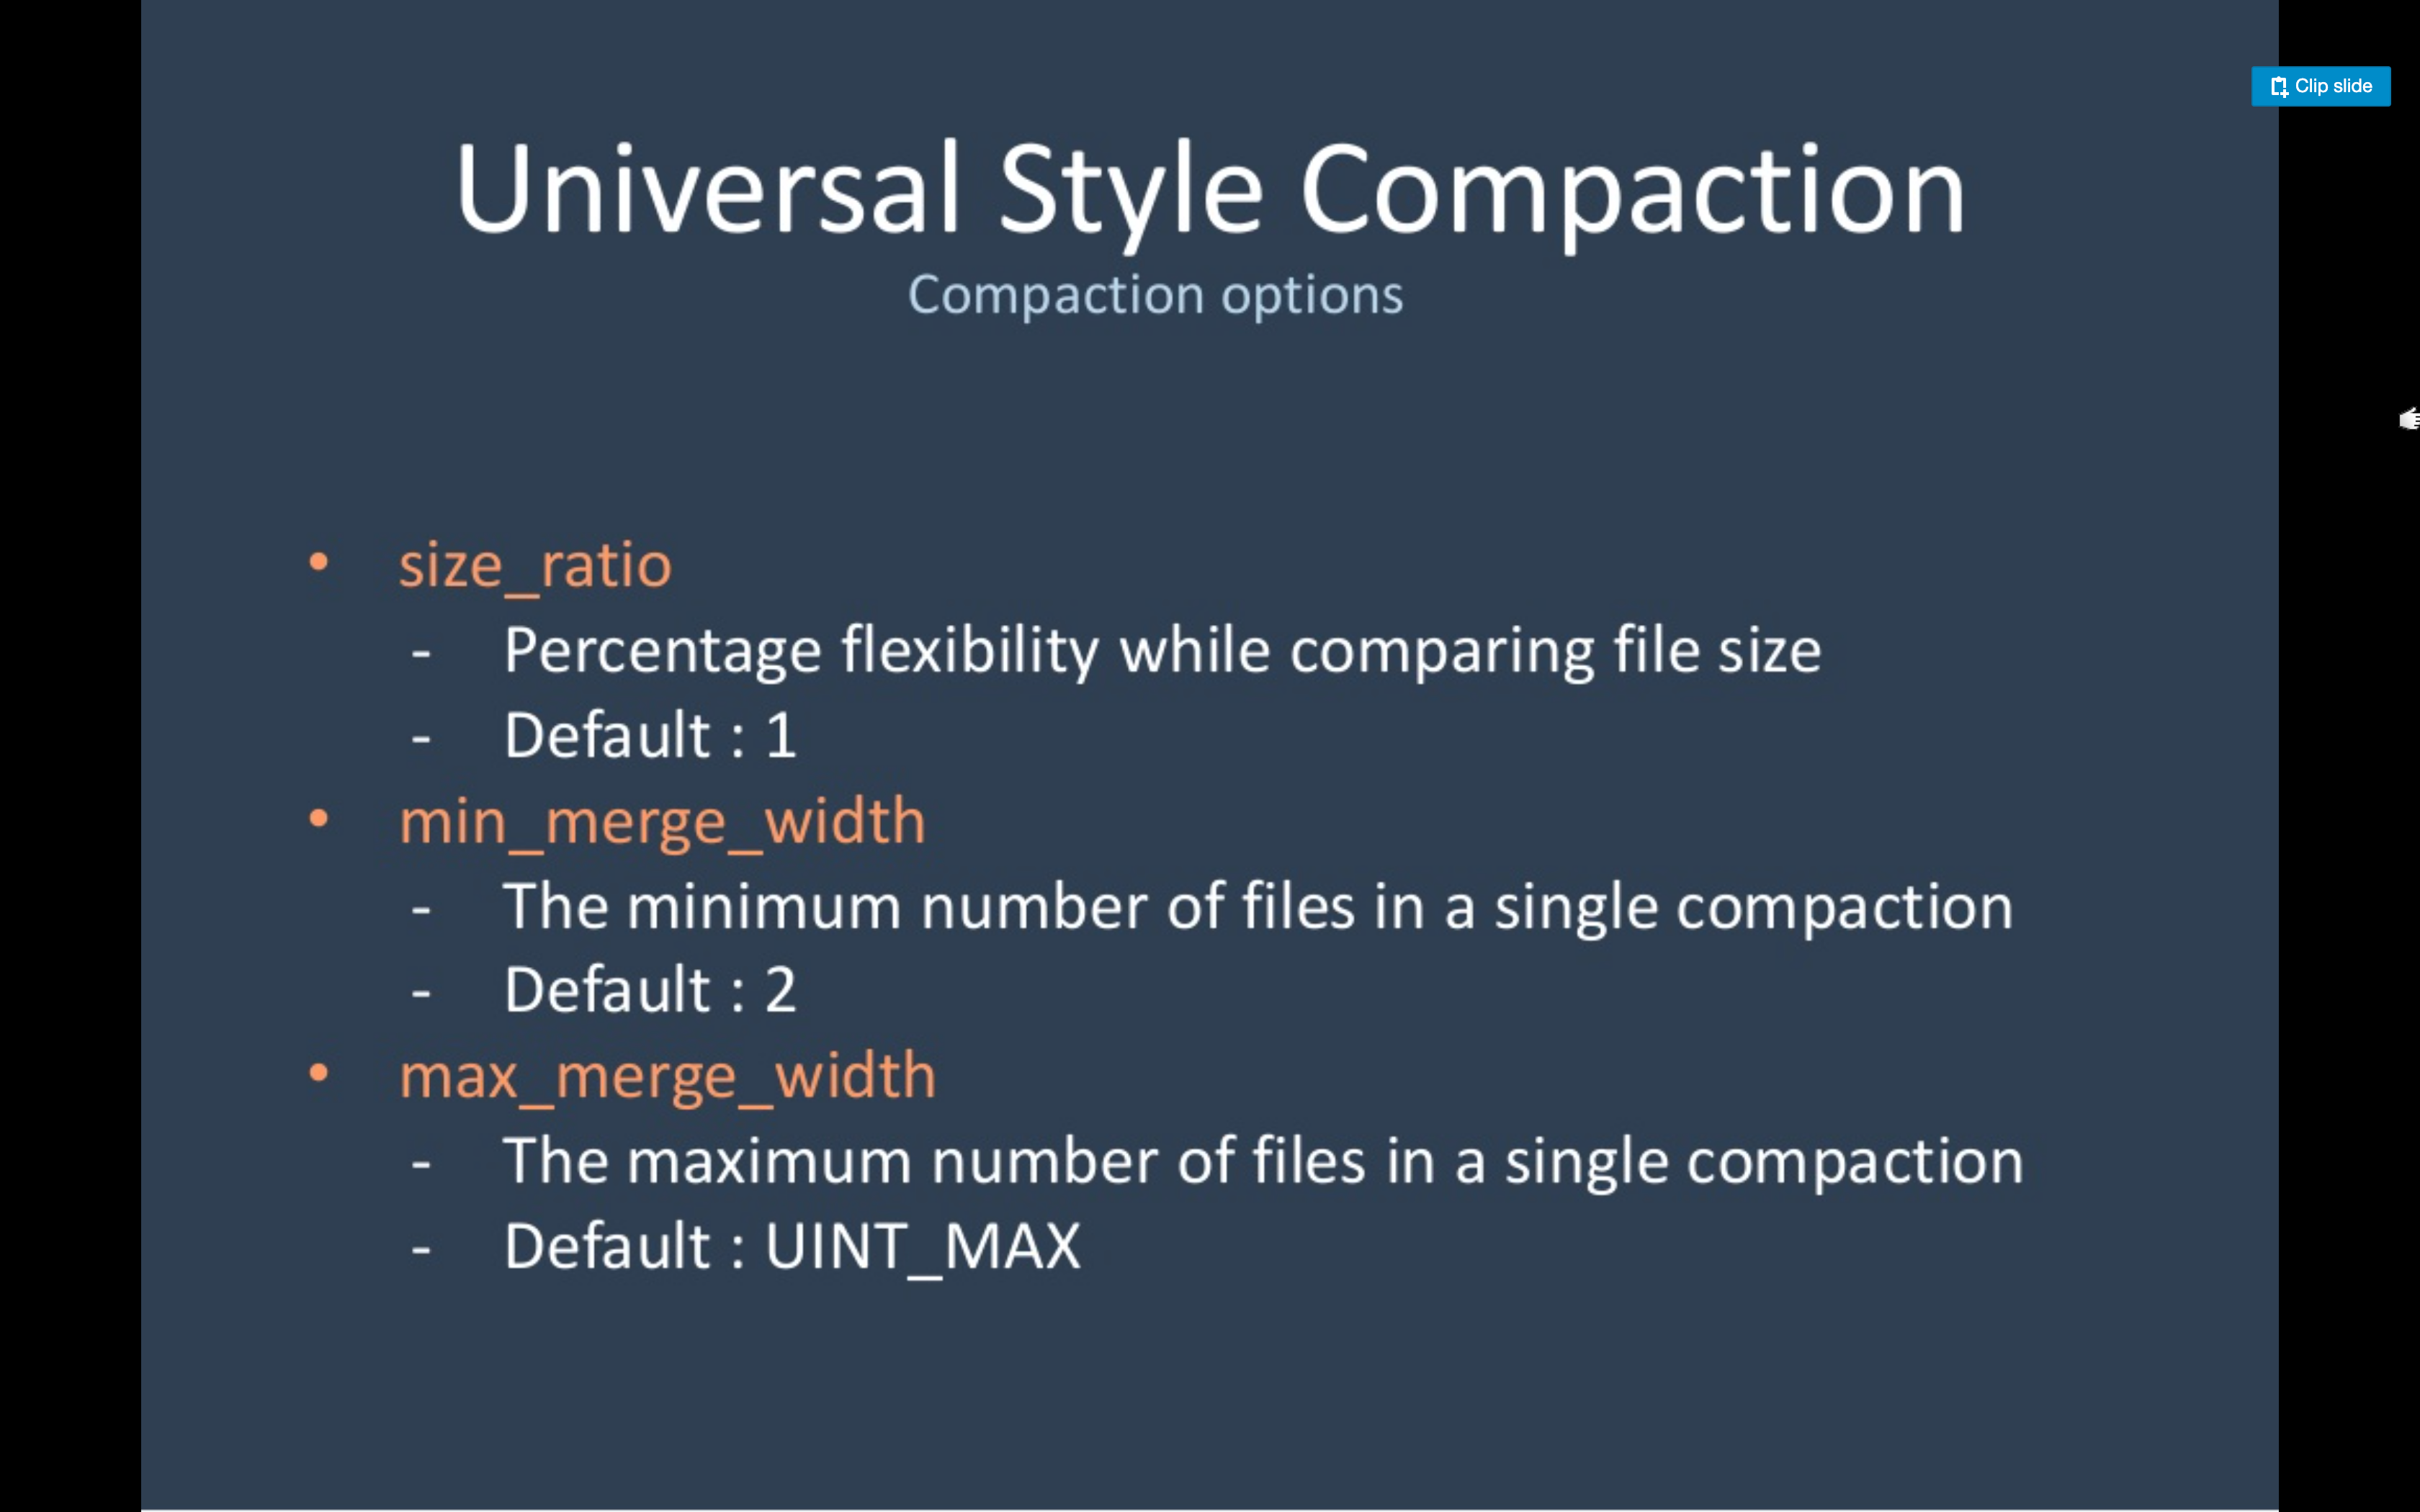 Clip slide
Universal Style Compaction
Compaction options
• size_ratio
- Percentage flexibility while comparing file size
- Default : 1
• min_merge_width
- The minimum number of files in a single compaction
- Default : 2
• max_merge_width
- The maximum number of files in a single compaction
- Default : UINT_MAX